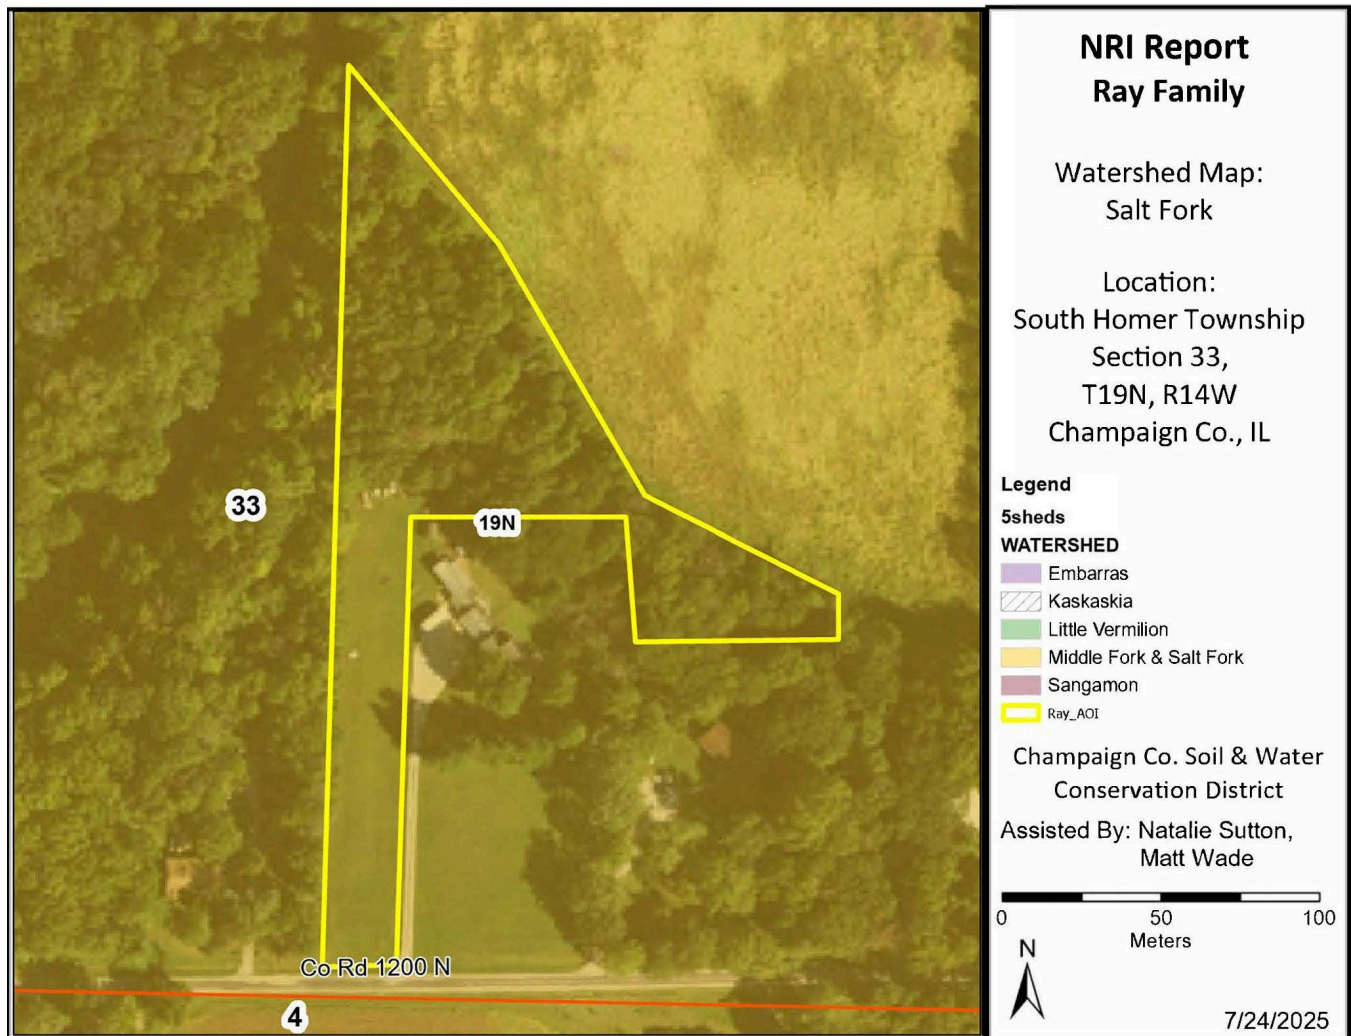 33
19N
Co Rd 1200 N
4
NRI Report
Ray Family
Watershed Map:
Salt Fork
Location:
South Homer Township
Section 33,
T19N, R14W
Champaign Co., IL
Legend
5sheds
WATERSHED
Embarras
Kaskaskia
Little Vermilion
Middle Fork & Salt Fork
Sangamon
Ray_AOI
Champaign Co. Soil & Water
Conservation District
Assisted By: Natalie Sutton,
Matt Wade
0 50 100
Meters
N
7/24/2025